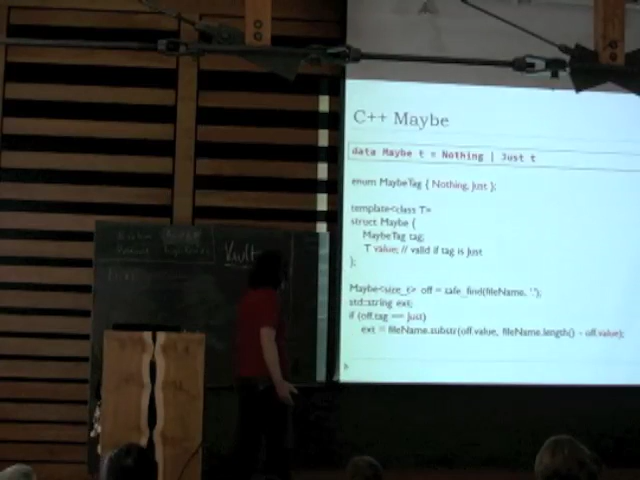 C++ Maybe
data Maybe t = Nothing | Just t
enum MaybeTag { Nothing, Just };
template<class T>
struct Maybe {
MaybeTag tag;
T value; // valid if tag is Just
};
Maybe<size_t> off = safe_find(fileName, '.');
std::string ext;
if (off.tag == Just)
ext = fileName.substr(off.value, fileName.length() - off.value);